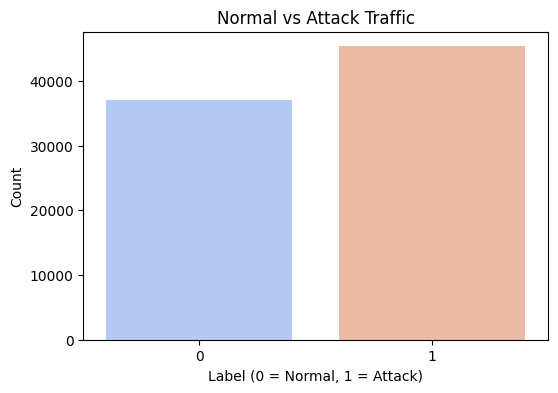 Normal vs Attack Traffic
Count
40000
30000
20000
10000
0
0 1
Label (0 = Normal, 1 = Attack)